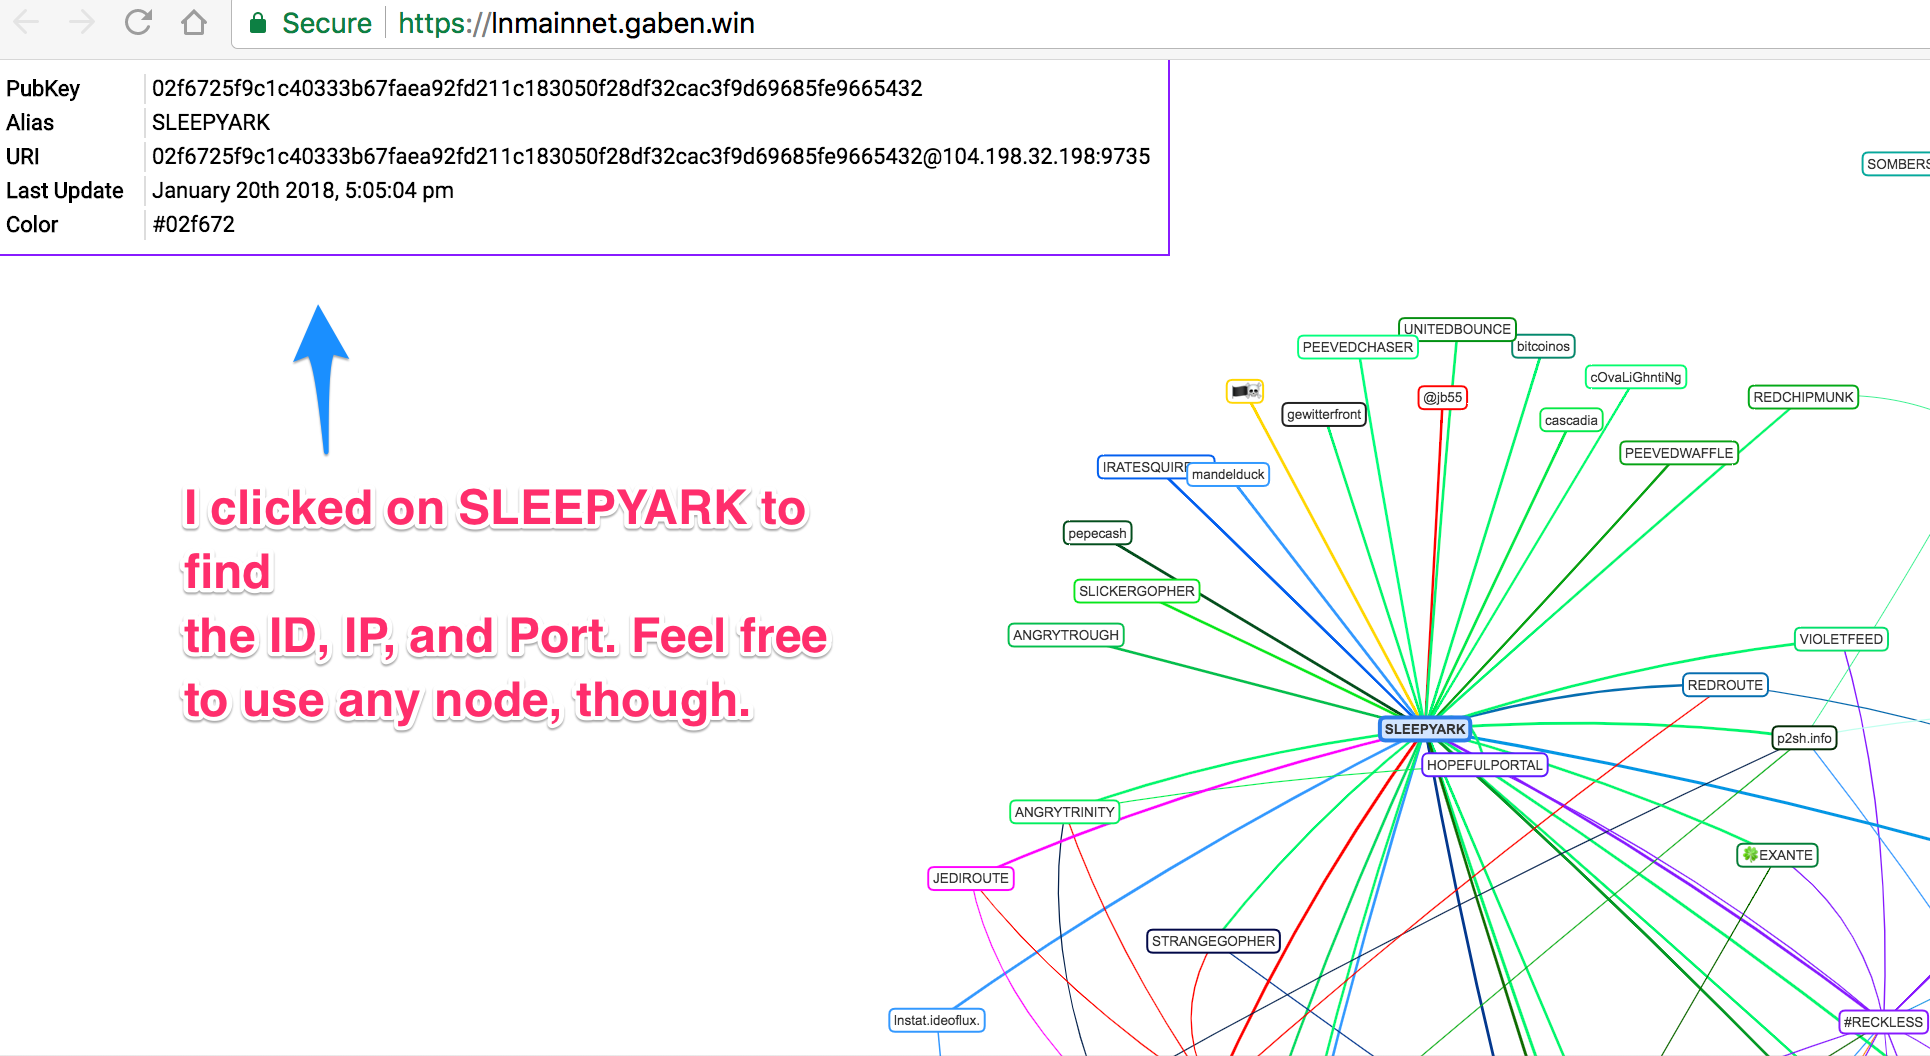 Secure https://lnmainnet.gaben.win
PubKey 02f6725f9c1c40333b67faea92fd211c183050f28df32cac3f9d69685fe9665432
Alias SLEEPYARK
URI 02f6725f9c1c40333b67faea92fd211c183050f28df32cac3f9d69685fe9665432@104.198.32.198:9735
Last Update January 20th 2018, 5:05:04 pm
Color #02f672
SOMBERS
I clicked on SLEEPYARK to
find
the ID, IP, and Port. Feel free
to use any node, though.
UNITEDBOUNCE
PEEVEDCHASER
bitcoinos
cOvaLiGhntiNg
@jb55
REDCHIPMUNK
gewitterfront
cascadia
PEEVEDWAFFLE
IRATESQUIRE
mandelduck
pepecash
SLICKERGOPHER
ANGRYTROUGH
VIOLETFEED
REDROUTE
SLEEPYARK
p2sh.info
HOPEFULPORTAL
ANGRYTRINITY
🍀EXANTE
JEDIROUTE
STRANGEGOPHER
lnstat.ideoflux.
#RECKLESS